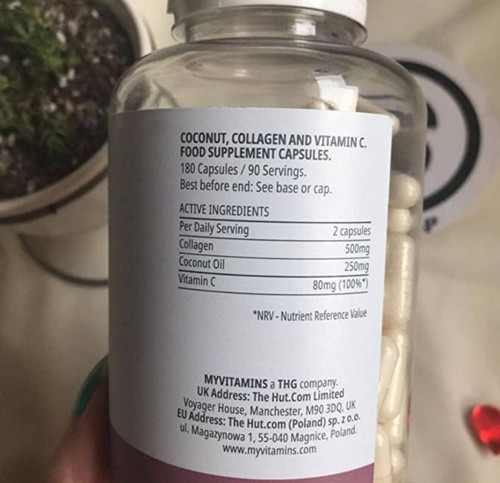 COCONUT, COLLAGEN AND VITAMIN C.
FOOD SUPPLEMENT CAPSULES.
180 Capsules / 90 Servings.
Best before end: See base or cap.
ACTIVE INGREDIENTS
Per Daily Serving 2 capsules
Collagen 500mg
Coconut Oil 250mg
Vitamin C 80mg (100%*)
*NRV - Nutrient Reference Value
MYVITAMINS a THG company.
UK Address: The Hut.Com Limited
Voyager House, Manchester, M90 3DQ, UK
EU Address: The Hut.com (Poland) sp. z o.o.
ul. Magazynowa 1, 55-040 Magnice, Poland.
www.myvitamins.com